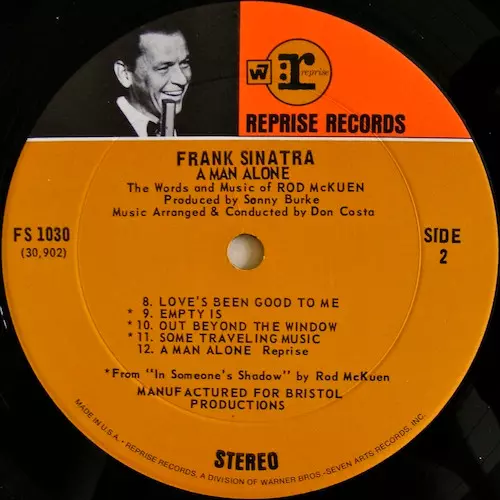 W7 r reprise
REPRISE RECORDS
FRANK SINATRA
A MAN ALONE
The Words and Music of ROD McKUEN
Produced by Sonny Burke
Music Arranged & Conducted by Don Costa
FS 1030
(30,902)
SIDE
2
8. LOVE'S BEEN GOOD TO ME
* 9. EMPTY IS
* 10. OUT BEYOND THE WINDOW
* 11. SOME TRAVELING MUSIC
12. A MAN ALONE Reprise
*From "In Someone's Shadow" by Rod McKuen
MANUFACTURED FOR BRISTOL
PRODUCTIONS
STEREO
MADE IN U.S.A. • REPRISE RECORDS, A DIVISION OF WARNER BROS.-SEVEN ARTS RECORDS, INC.